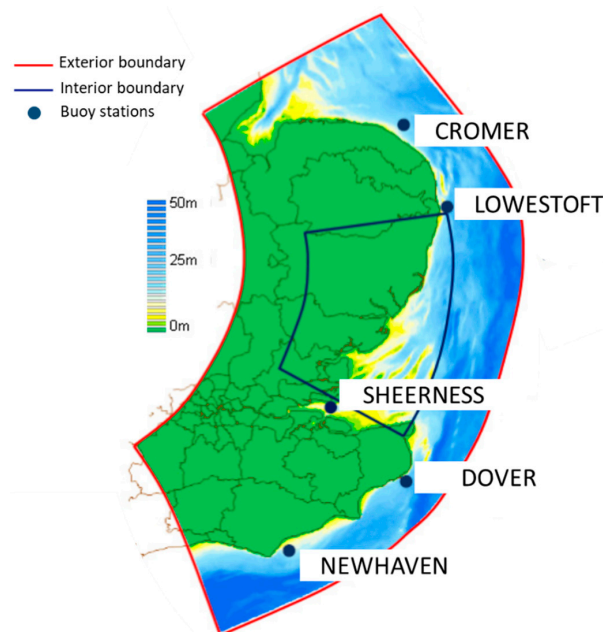 Exterior boundary
Interior boundary
Buoy stations
CROMER
LOWESTOFT
50m
25m
0m
SHEERNESS
DOVER
NEWHAVEN